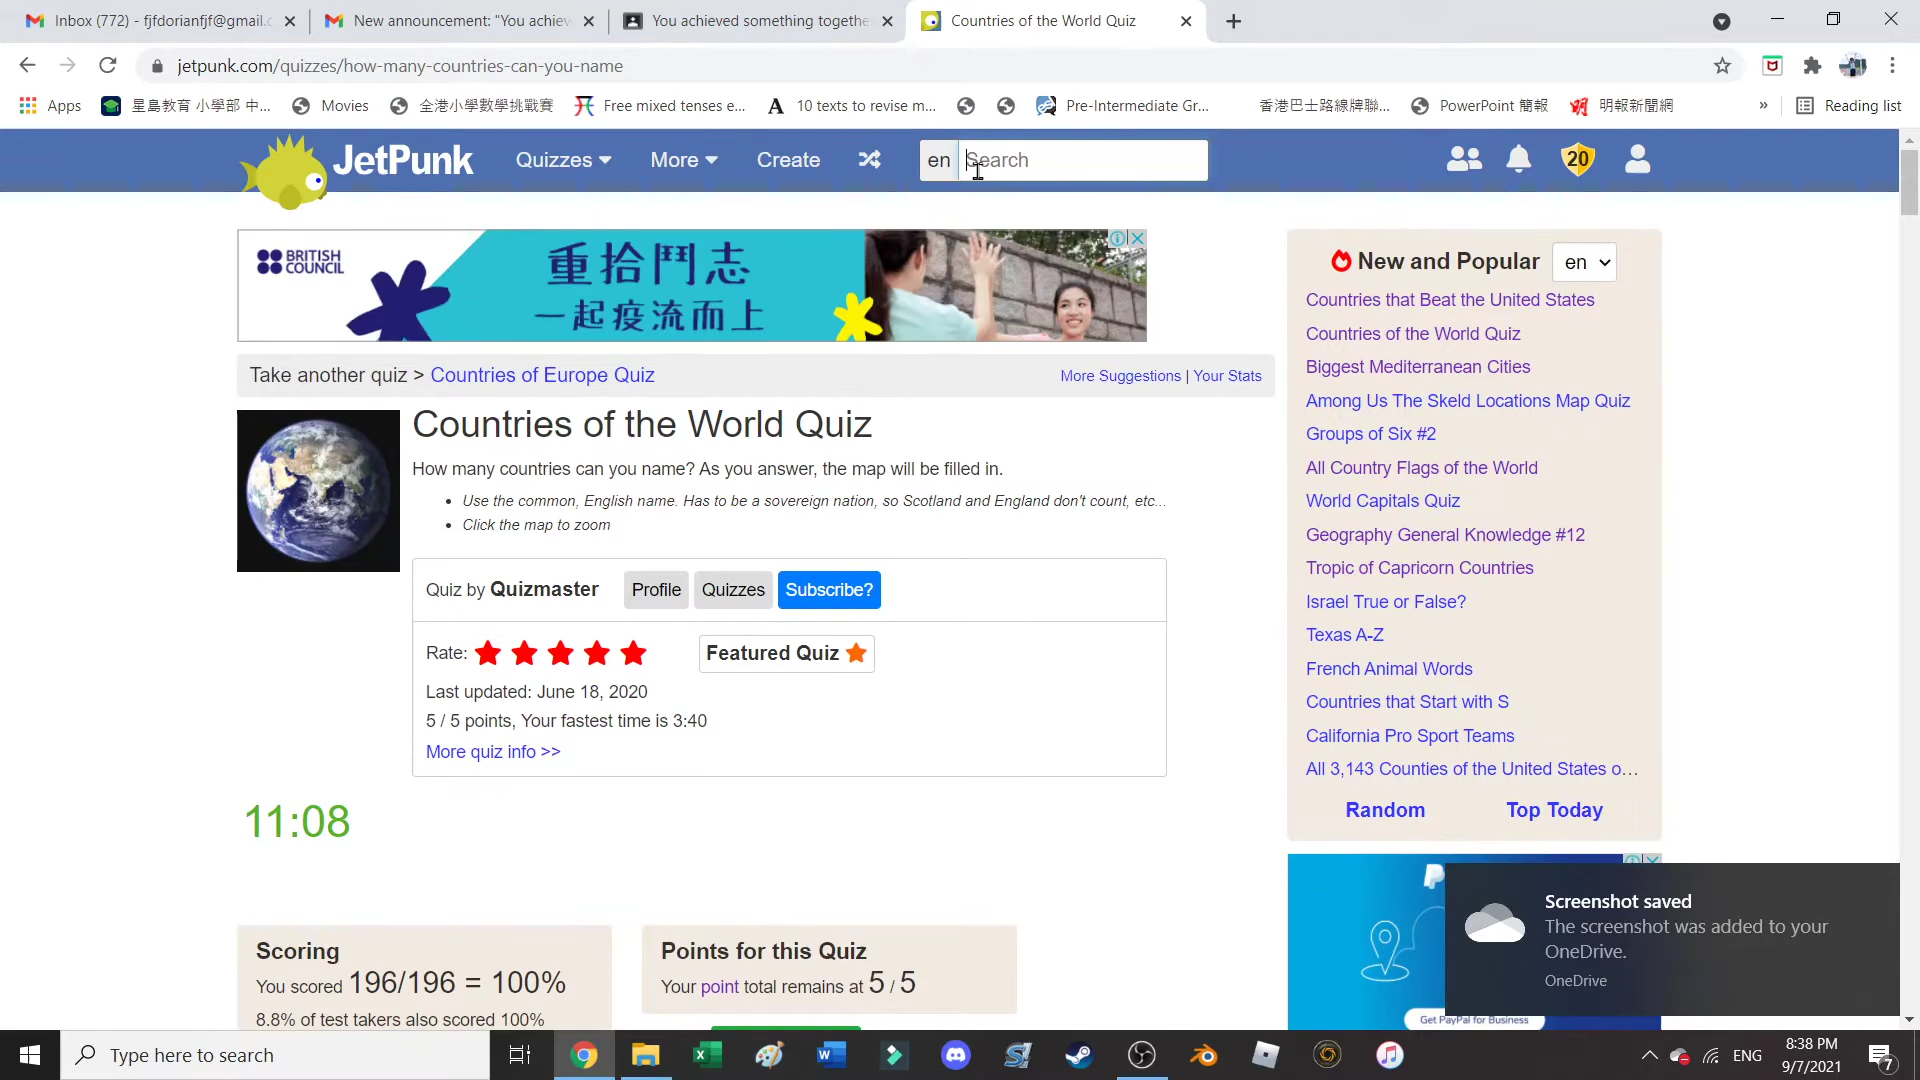 Inbox (772) - fjfdorianfjf@gmail.c
New announcement: "You achiev
You achieved something togethe
Countries of the World Quiz
jetpunk.com/quizzes/how-many-countries-can-you-name
Apps
星島教育 小學部 中...
Movies
全港小學數學挑戰賽
Free mixed tenses e...
10 texts to revise m...
Pre-Intermediate Gr...
香港巴士路線牌聯...
PowerPoint 簡報
明報新聞網
»
Reading list
JetPunk
Quizzes
More
Create
en
Search
20
BRITISH
COUNCIL
重拾鬥志
一起疫流而上
Take another quiz > Countries of Europe Quiz
More Suggestions | Your Stats
Countries of the World Quiz
How many countries can you name? As you answer, the map will be filled in.
• Use the common, English name. Has to be a sovereign nation, so Scotland and England don't count, etc...
• Click the map to zoom
Quiz by Quizmaster
Profile
Quizzes
Subscribe?
Rate:
Featured Quiz
Last updated: June 18, 2020
5 / 5 points, Your fastest time is 3:40
More quiz info >>
11:08
Scoring
You scored 196/196 = 100%
8.8% of test takers also scored 100%
Points for this Quiz
Your point total remains at 5 / 5
New and Popular
en
Countries that Beat the United States
Countries of the World Quiz
Biggest Mediterranean Cities
Among Us The Skeld Locations Map Quiz
Groups of Six #2
All Country Flags of the World
World Capitals Quiz
Geography General Knowledge #12
Tropic of Capricorn Countries
Israel True or False?
Texas A-Z
French Animal Words
Countries that Start with S
California Pro Sport Teams
All 3,143 Counties of the United States o...
Random
Top Today
Get PayPal for Business
Screenshot saved
The screenshot was added to your
OneDrive.
OneDrive
Type here to search
ENG
8:38 PM
9/7/2021
7